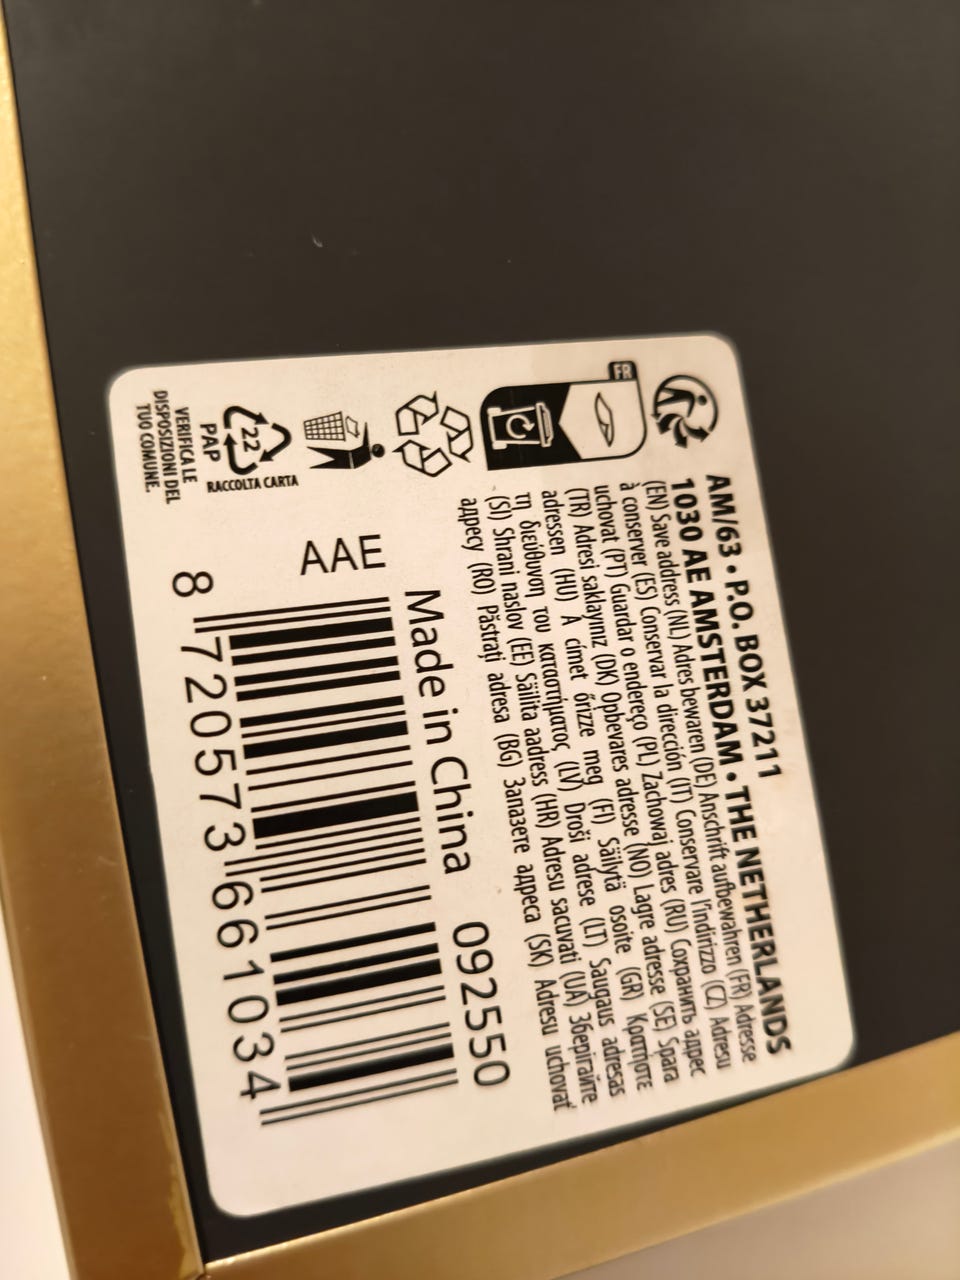 AM/63 • P.O. BOX 37211
1030 AE AMSTERDAM • THE NETHERLANDS
(EN) Save address (NL) Adres bewaren (DE) Anschrift aufbewahren (FR) Adresse
à conserver (ES) Conservar la dirección (IT) Conservare l'indirizzo (CZ) Adresu
uchovat (PT) Guardar o endereço (PL) Zachowaj adres (RU) Сохранить адрес
(TR) Adresi saklayınız (DK) Opbevares adresse (NO) Lagre adresse (SE) Spara
adressen (HU) A címet őrizze meg (FI) Säilytä osoite (GR) Κρατήστε
τη διεύθυνση του καταστήματος (LV) Droši adrese (LT) Saugaus adresas
(SI) Shrani naslov (EE) Säilita aadress (HR) Adresu sacuvati (UA) Зберігайте
адресу (RO) Păstrați adresa (BG) Запазете адреса (SK) Adresu uchovať
FR
22
PAP
RACCOLTA CARTA
VERIFICA LE
DISPOSIZIONI DEL
TUO COMUNE.
Made in China 092550
AAE
8 720573 661034